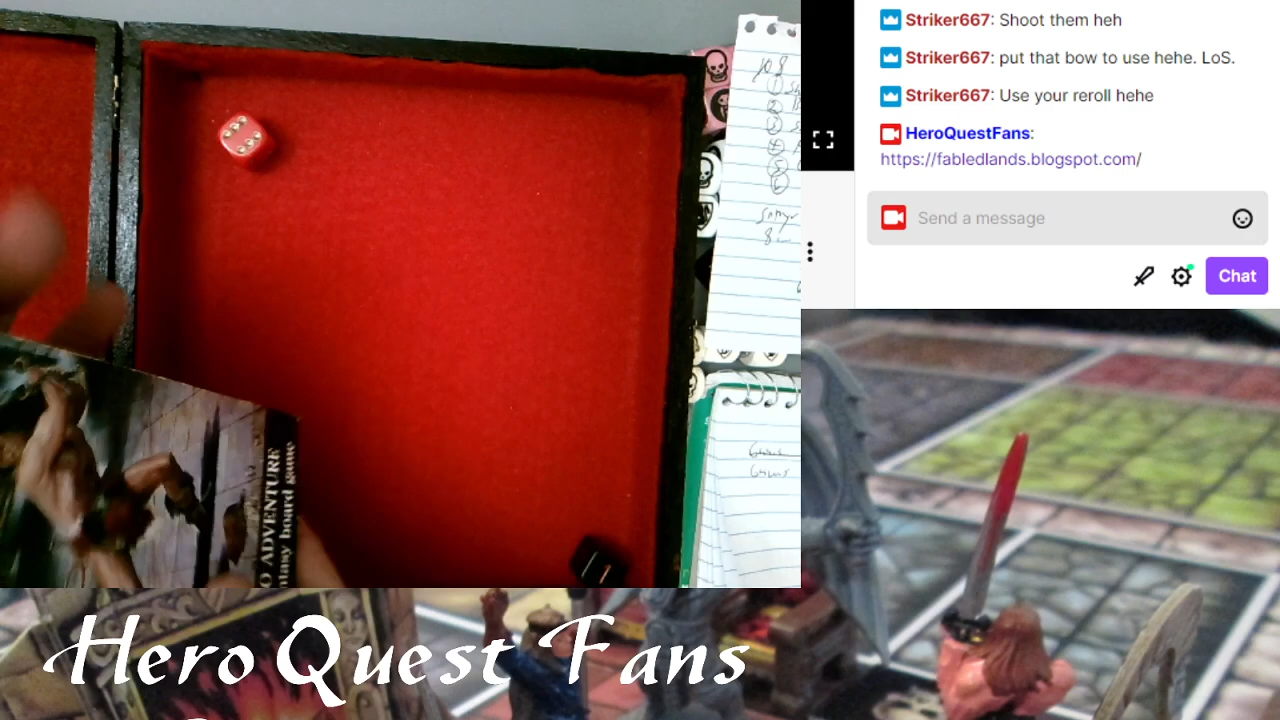 Striker667: Shoot them heh
Striker667: put that bow to use hehe. LoS.
Striker667: Use your reroll hehe
HeroQuestFans:
https://fabledlands.blogspot.com/
Send a message
Chat
O ADVENTURE
ntasy board game
Hero Quest Fans